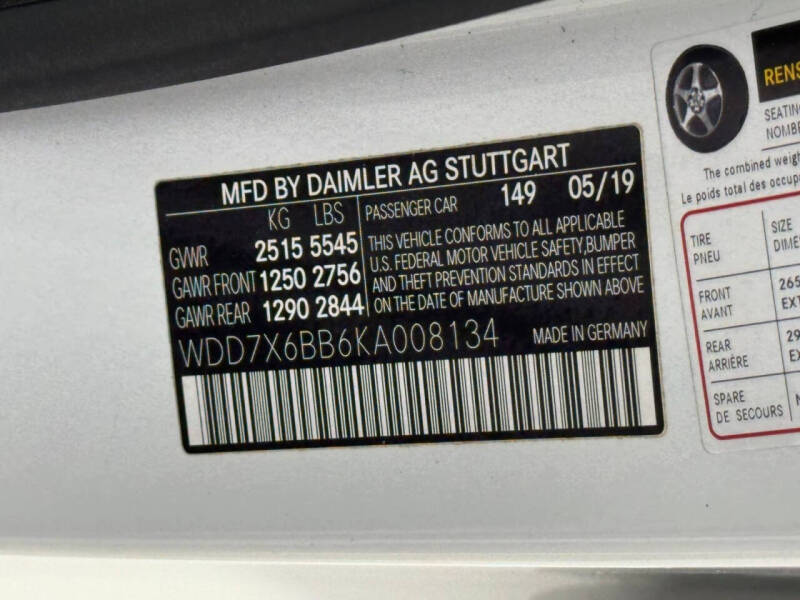 MFD BY DAIMLER AG STUTTGART
KG LBS
GVWR 2515 5545
GAWR FRONT 1250 2756
GAWR REAR 1290 2844
PASSENGER CAR 149 05/19
THIS VEHICLE CONFORMS TO ALL APPLICABLE
U.S. FEDERAL MOTOR VEHICLE SAFETY,BUMPER
AND THEFT PREVENTION STANDARDS IN EFFECT
ON THE DATE OF MANUFACTURE SHOWN ABOVE
WDD7X6BB6KA008134 MADE IN GERMANY
RENS
SEATIN
NOMBR
The combined weigh
Le poids total des occup
TIRE
PNEU
SIZE
DIME
FRONT
AVANT
265
EXT
REAR
ARRIÈRE
29
EX
SPARE
DE SECOURS